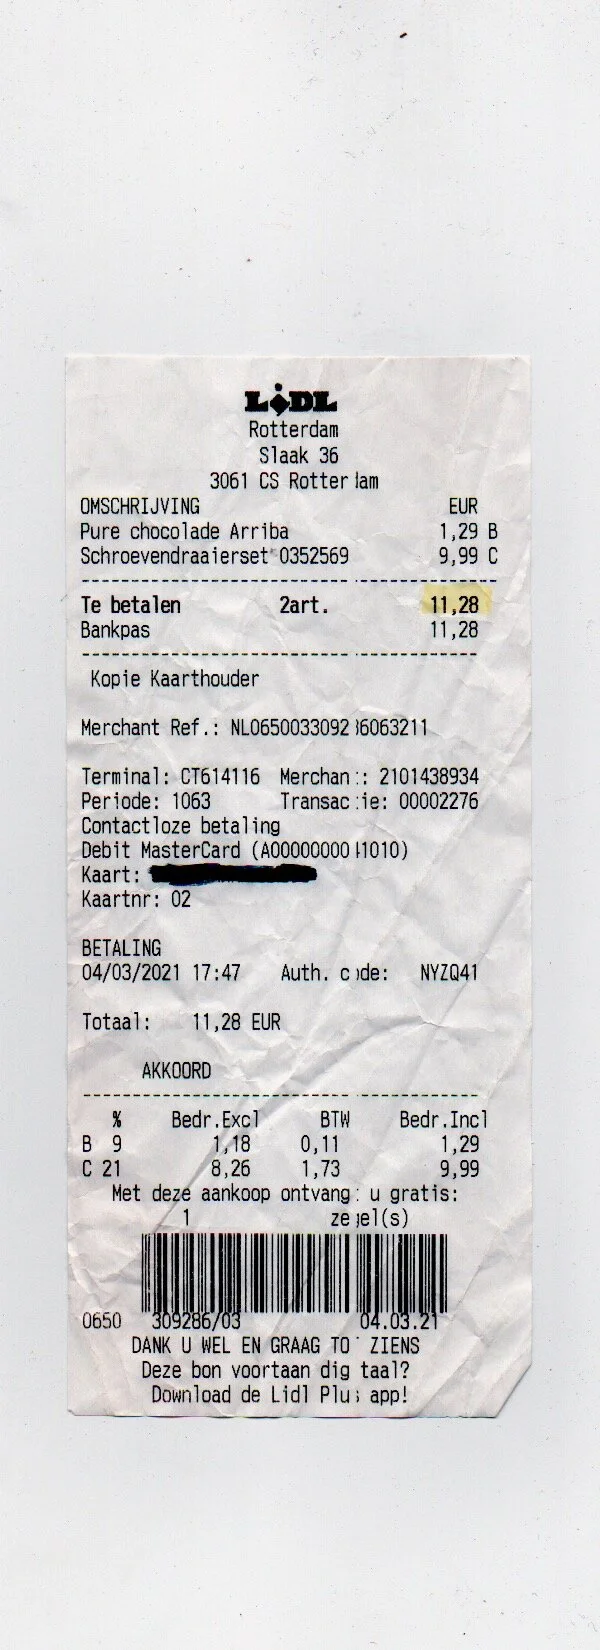 LIDL
Rotterdam
Slaak 36
3061 CS Rotterdam
OMSCHRIJVING EUR
Pure chocolade Arriba 1,29 B
Schroevendraaierset 0352569 9,99 C
Te betalen 2art. 11,28
Bankpas 11,28
Kopie Kaarthouder
Merchant Ref.: NL065003309286063211
Terminal: CT614116 Merchant: 2101438934
Periode: 1063 Transactie: 00002276
Contactloze betaling
Debit MasterCard (A0000000041010)
Kaart:
Kaartnr: 02
BETALING
04/03/2021 17:47 Auth. code: NYZQ41
Totaal: 11,28 EUR
AKKOORD
% Bedr.Excl BTW Bedr.Incl
B 9 1,18 0,11 1,29
C 21 8,26 1,73 9,99
Met deze aankoop ontvangt u gratis:
1 zegel(s)
0650 309286/03 04.03.21
DANK U WEL EN GRAAG TOT ZIENS
Deze bon voortaan digitaal?
Download de Lidl Plus app!